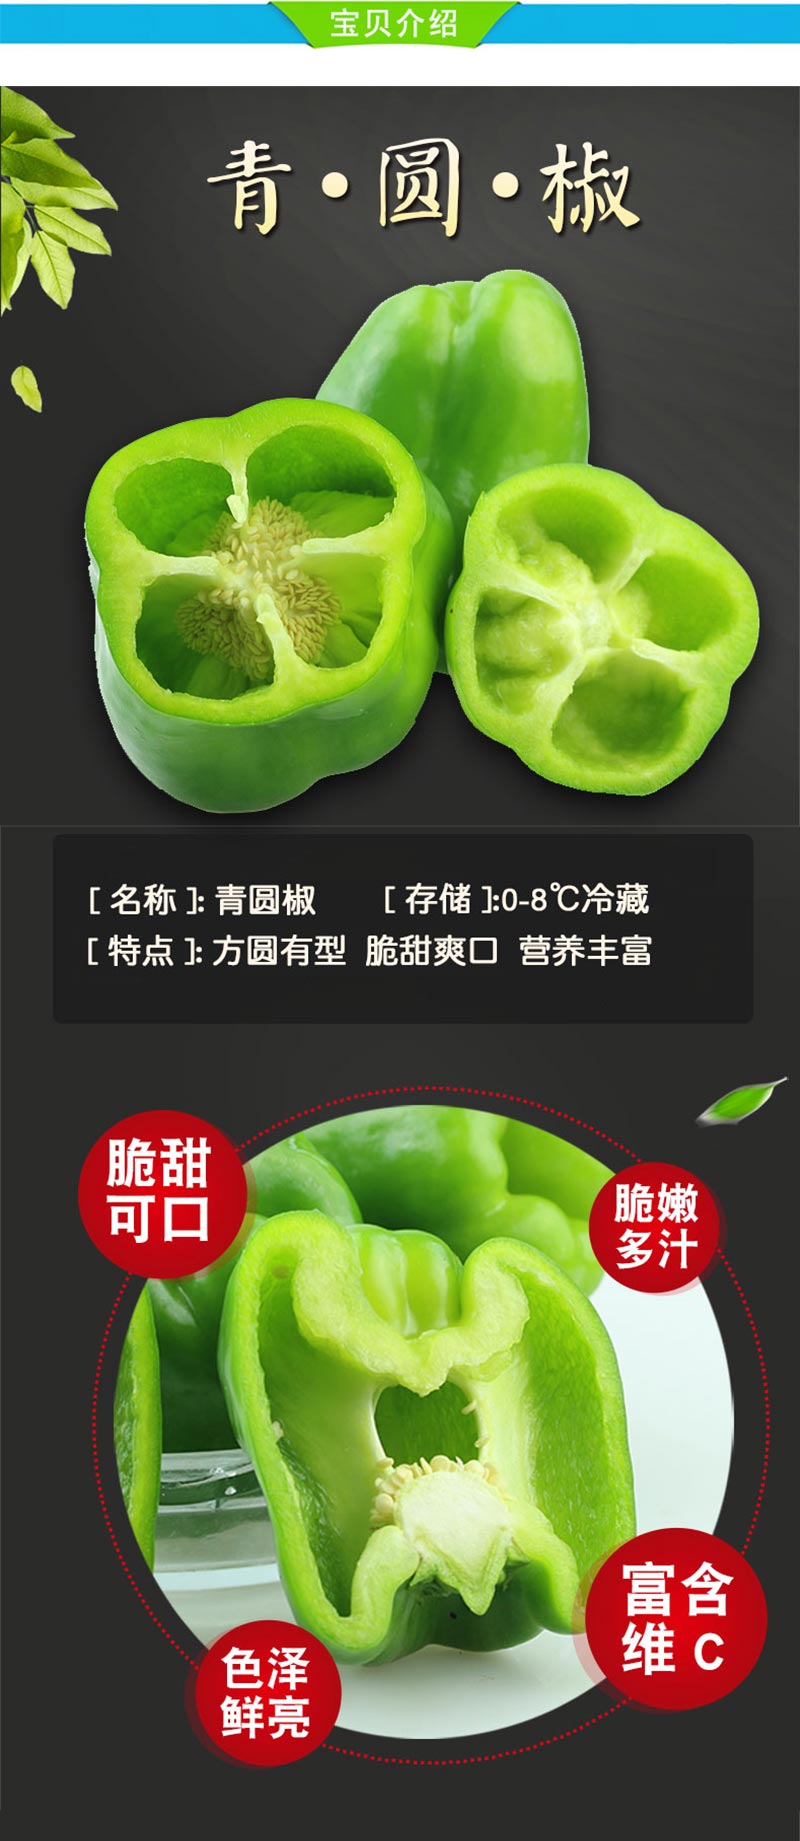 宝贝介绍
青·圆·椒
[ 名称 ]: 青圆椒 [ 存储 ]:0-8℃冷藏
[ 特点 ]: 方圆有型 脆甜爽口 营养丰富
脆甜
可口
脆嫩
多汁
富含
维 C
色泽
鲜亮